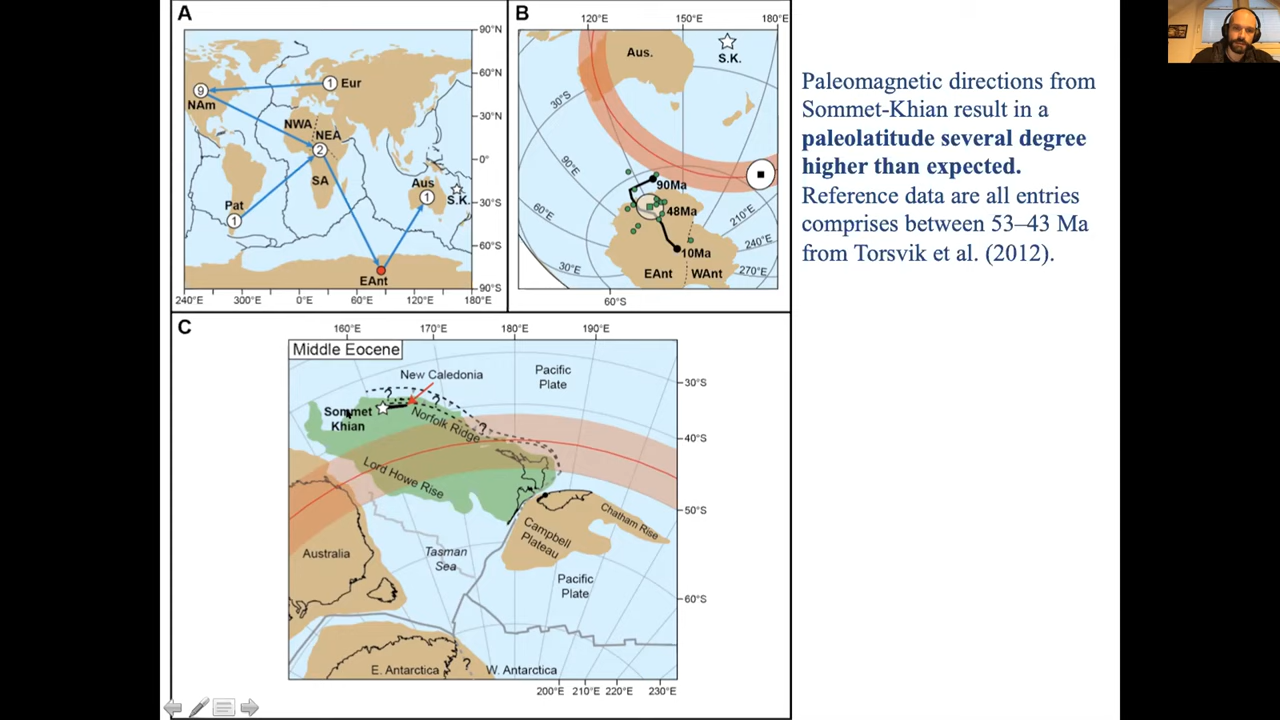 A
90°N
60°N
30°N
0°
30°S
60°S
90°S
1 Eur
9
NAm
NWA
NEA
2
SA
Aus
1
S.K.
Pat
1
EAnt
240°E 300°E 0°E 60°E 120°E 180°E
B
120°E 150°E 180°E
Aus.
S.K.
30°S
90°E
60°E
30°E
60°S
90Ma
48Ma
10Ma
210°E
240°E
270°E
EAnt WAnt
C
160°E 170°E 180°E 190°E
Middle Eocene
New Caledonia
Pacific
Plate
30°S
40°S
50°S
60°S
?
?
?
Sommet
Khian
Norfolk Ridge
Lord Howe Rise
Campbell
Plateau
Chatham Rise
Australia
Tasman
Sea
Pacific
Plate
E. Antarctica
?
W. Antarctica
200°E 210°E 220°E 230°E
Paleomagnetic directions from
Sommet-Khian result in a
paleolatitude several degree
higher than expected.
Reference data are all entries
comprises between 53–43 Ma
from Torsvik et al. (2012).